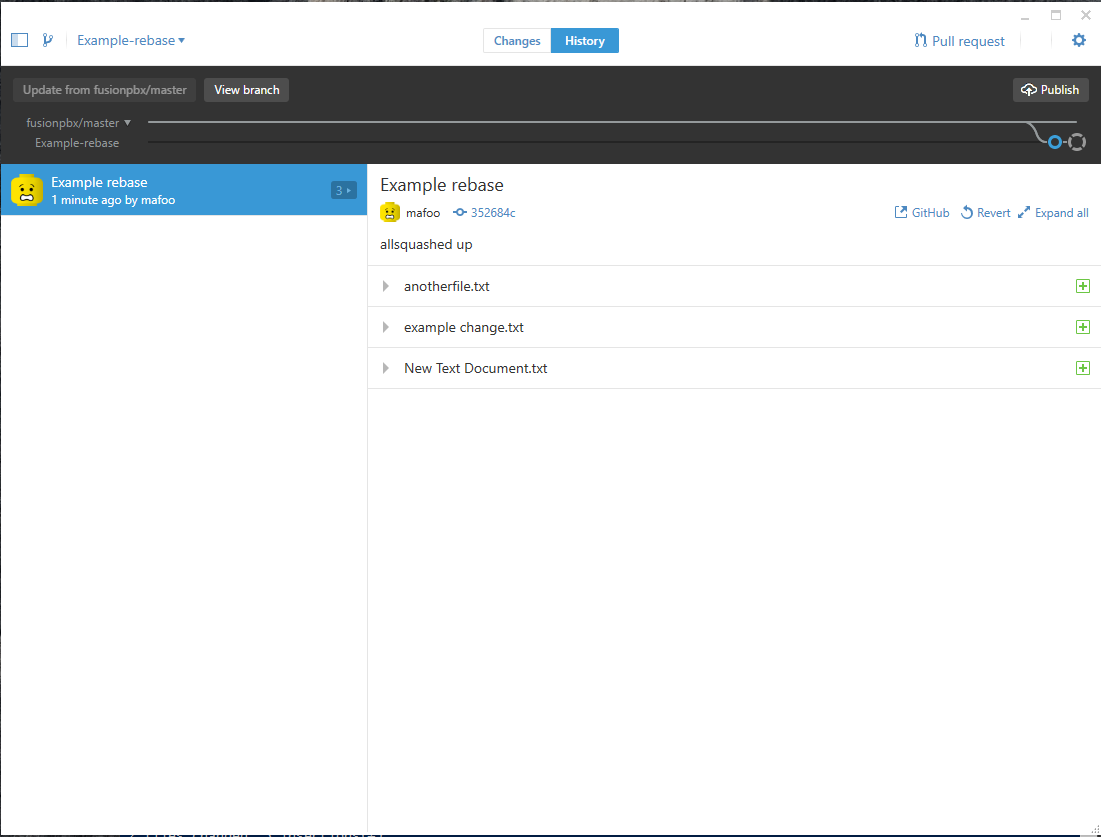 Example-rebase
Changes
History
Pull request
Update from fusionpbx/master
View branch
Publish
fusionpbx/master
Example-rebase
Example rebase
1 minute ago by mafoo
3
Example rebase
mafoo
352684c
GitHub
Revert
Expand all
allsquashed up
anotherfile.txt
example change.txt
New Text Document.txt